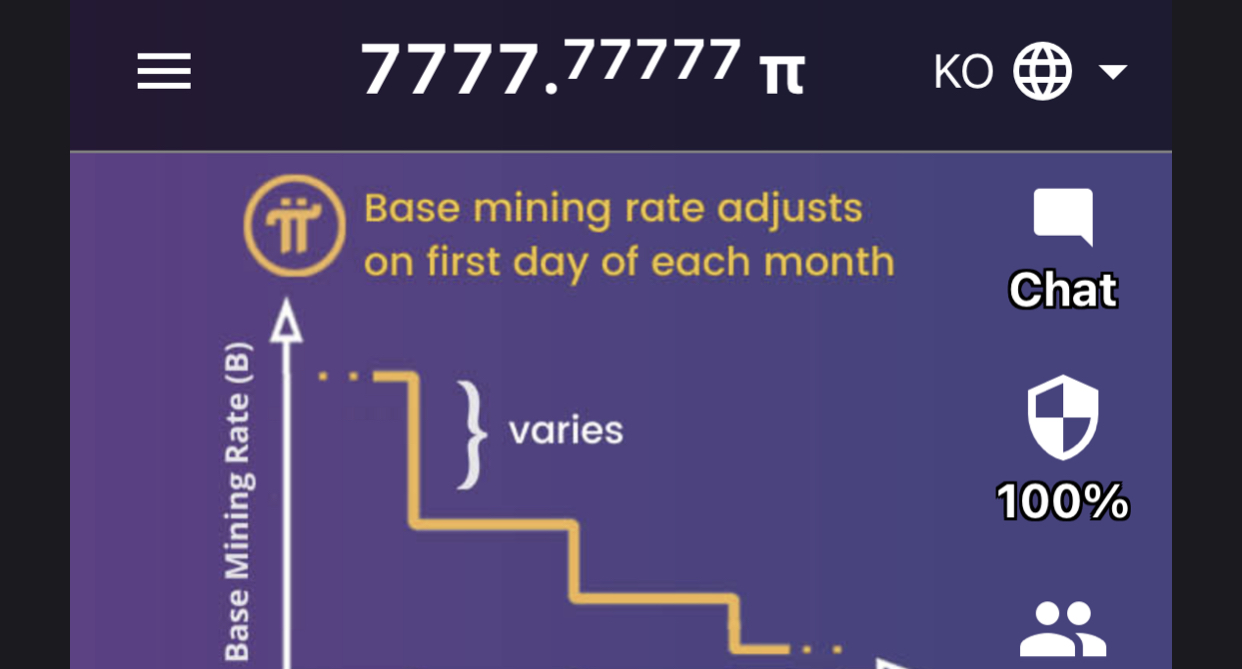 7777.77777 π
KO
Base mining rate adjusts
on first day of each month
Chat
Base Mining Rate (B)
varies
100%